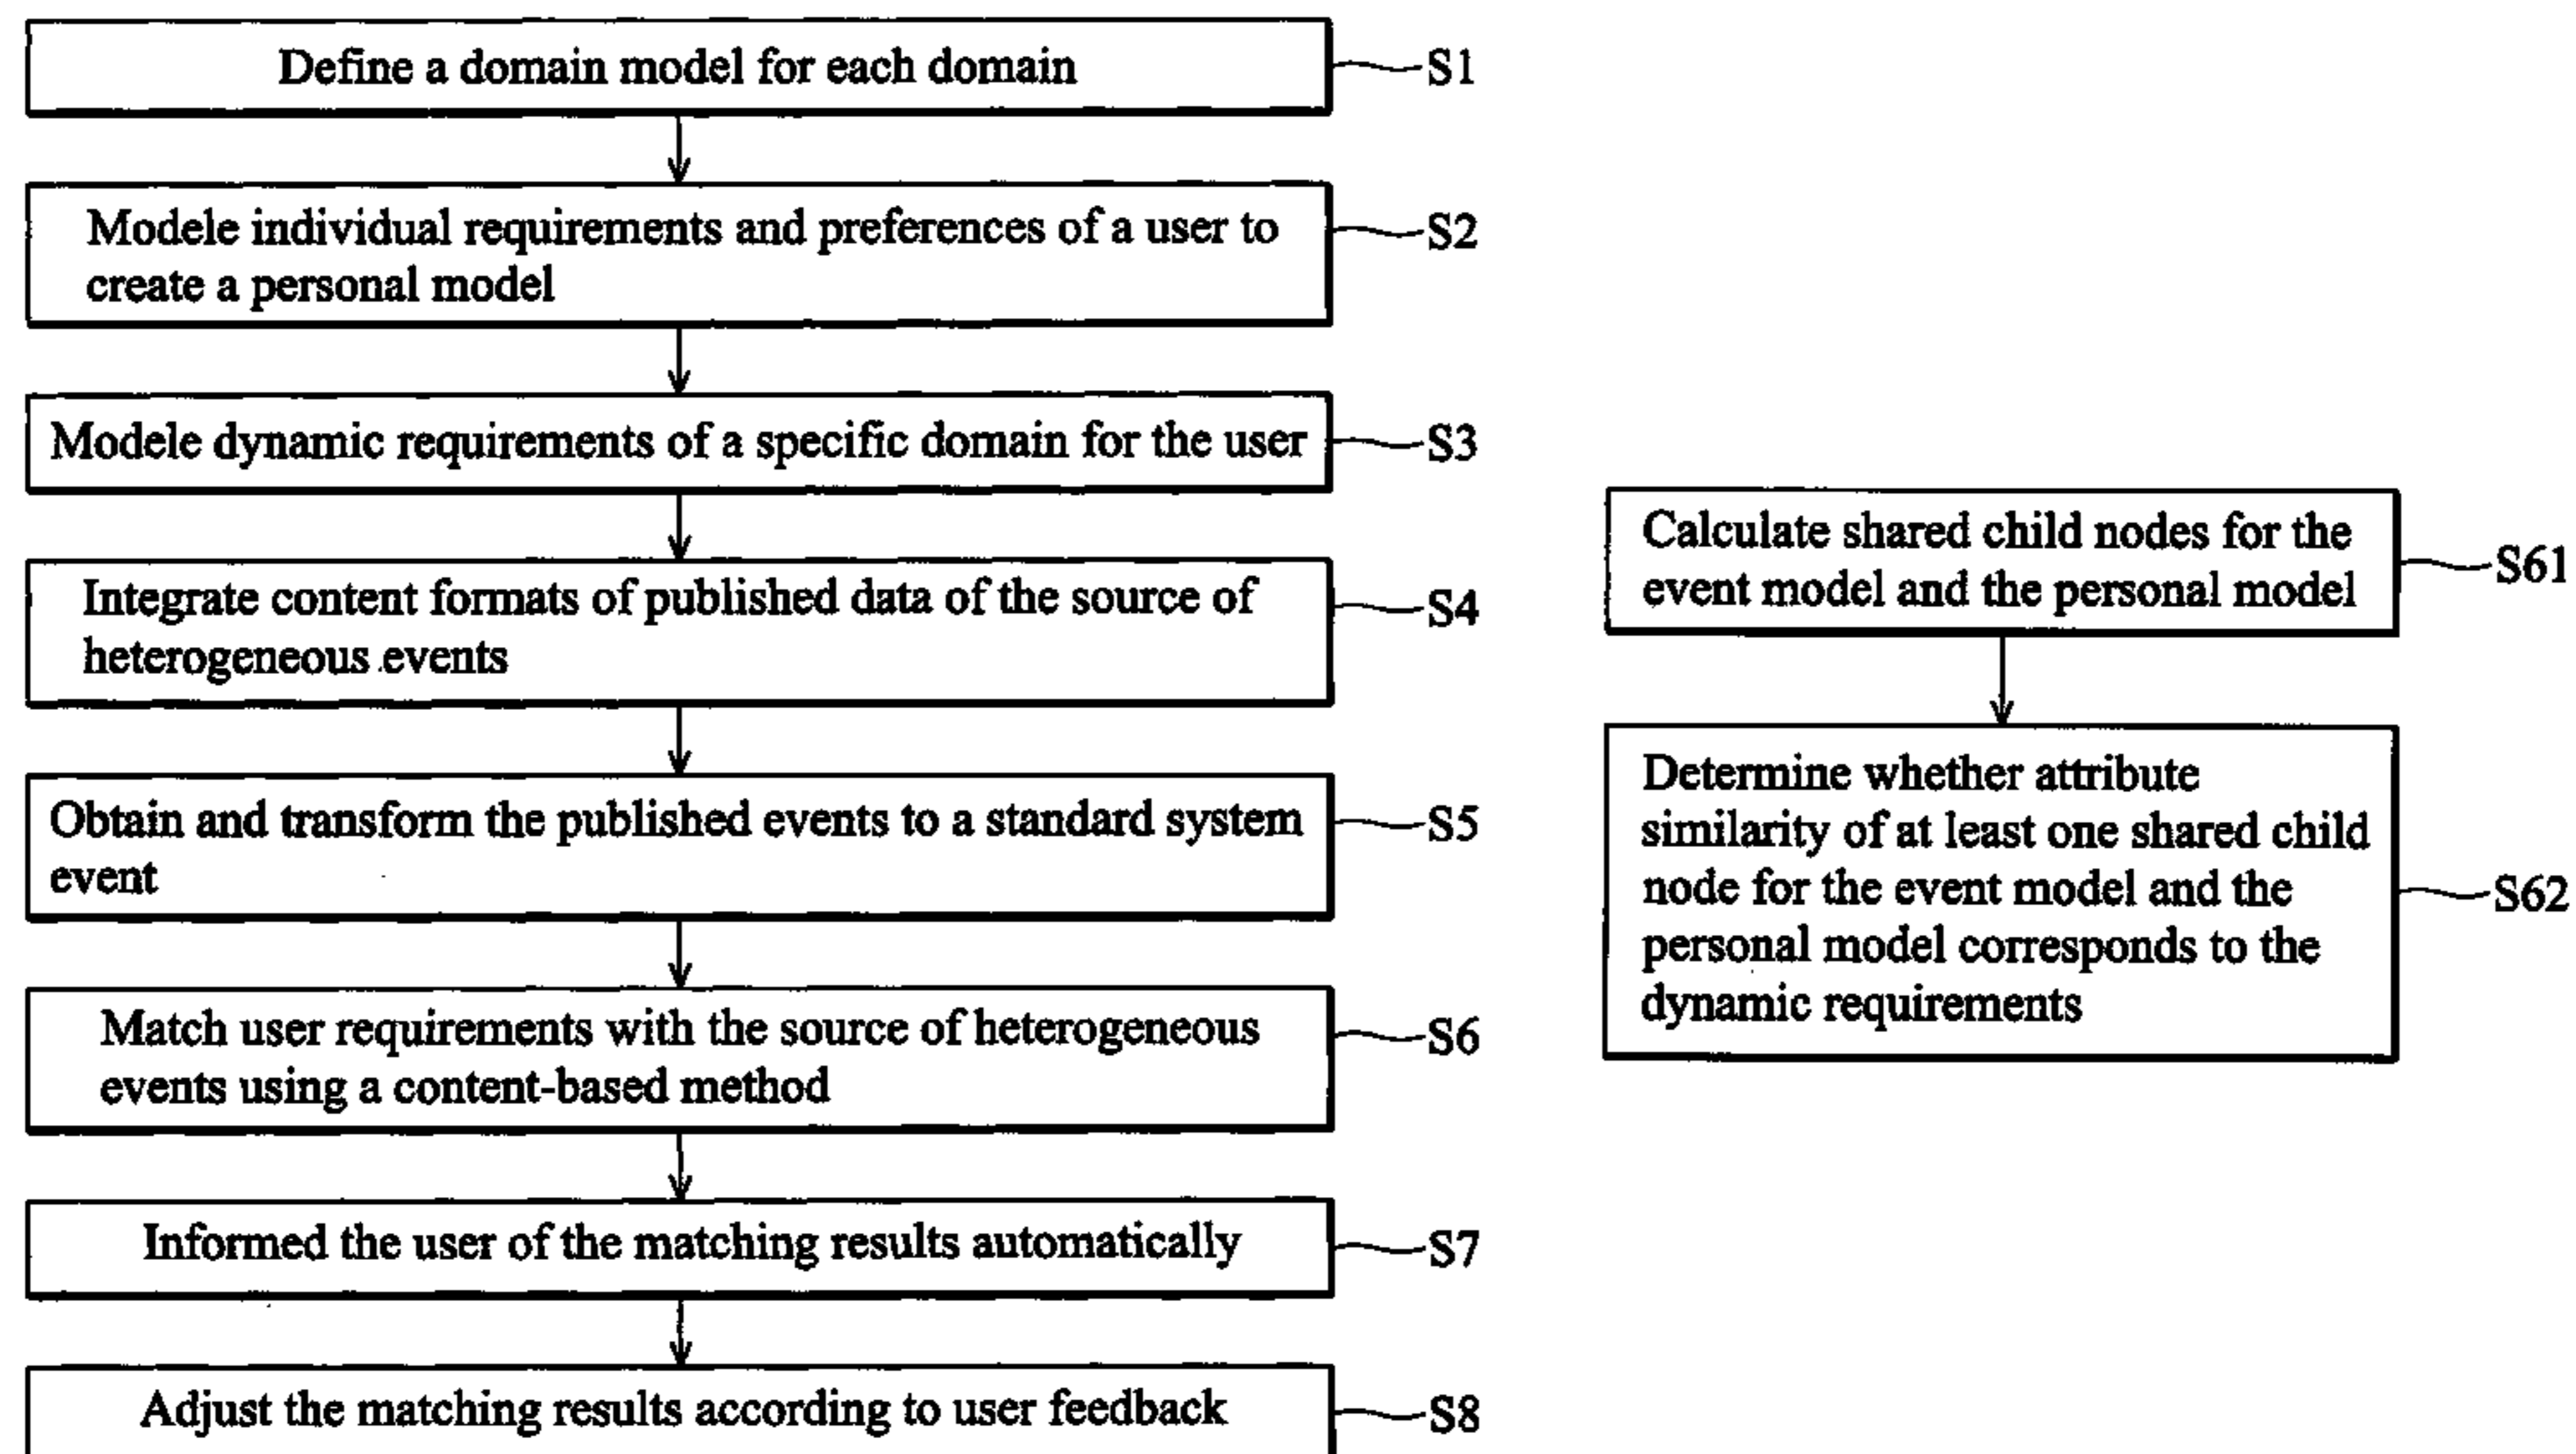 Define a domain model for each domain
S1
Modele individual requirements and preferences of a user to
create a personal model
S2
Modele dynamic requirements of a specific domain for the user
S3
Integrate content formats of published data of the source of
heterogeneous events
S4
Obtain and transform the published events to a standard system
event
S5
Match user requirements with the source of heterogeneous
events using a content-based method
S6
Informed the user of the matching results automatically
S7
Adjust the matching results according to user feedback
S8
Calculate shared child nodes for the
event model and the personal model
S61
Determine whether attribute
similarity of at least one shared child
node for the event model and the
personal model corresponds to the
dynamic requirements
S62